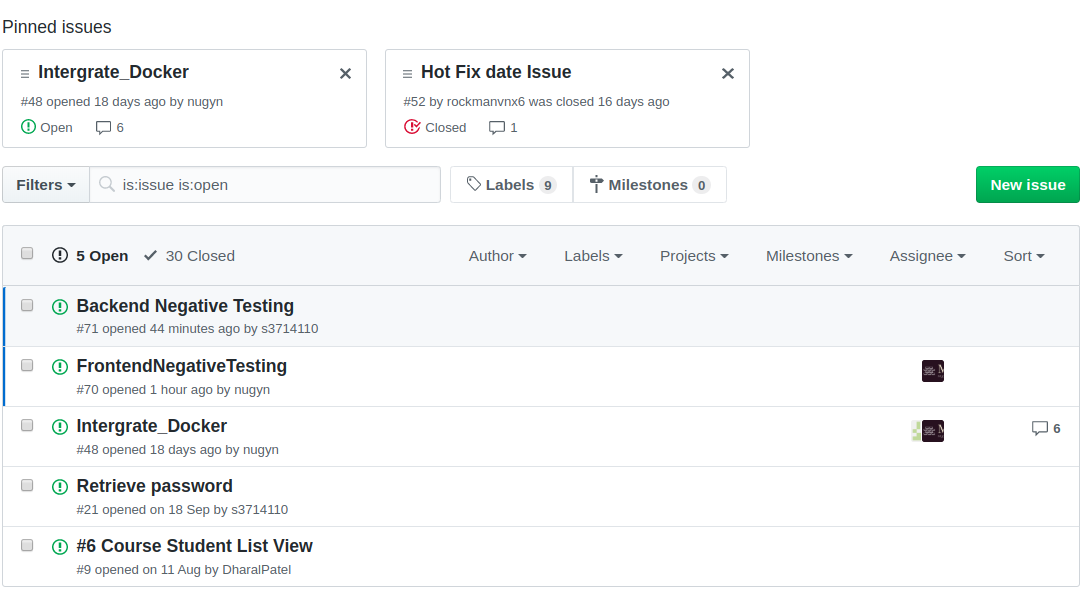 Pinned issues
Intergrate_Docker
#48 opened 18 days ago by nugyn
Open 6
Hot Fix date Issue
#52 by rockmanvnx6 was closed 16 days ago
Closed 1
Filters is:issue is:open Labels 9 Milestones 0 New issue
5 Open 30 Closed Author Labels Projects Milestones Assignee Sort
Backend Negative Testing
#71 opened 44 minutes ago by s3714110
FrontendNegativeTesting
#70 opened 1 hour ago by nugyn
Intergrate_Docker
6
#48 opened 18 days ago by nugyn
Retrieve password
#21 opened on 18 Sep by s3714110
#6 Course Student List View
#9 opened on 11 Aug by DharalPatel